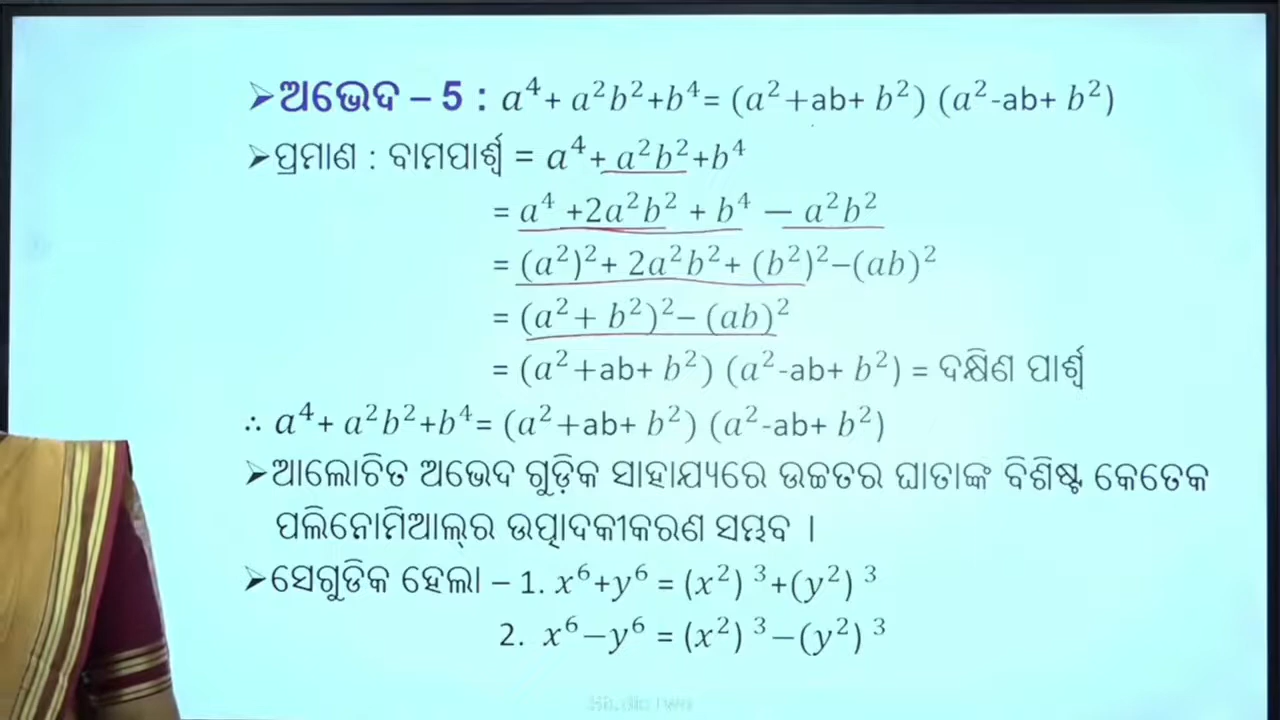 ➢ଅଭେଦ – 5 : a⁴+ a²b²+b⁴= (a²+ab+ b²) (a²-ab+ b²)
➢ପ୍ରମାଣ : ବାମପାର୍ଶ୍ଵ = a⁴+ a²b²+b⁴
= a⁴ +2a²b² + b⁴ — a²b²
= (a²)²+ 2a²b²+ (b²)²–(ab)²
= (a²+ b²)²– (ab)²
= (a²+ab+ b²) (a²-ab+ b²) = ଦକ୍ଷିଣ ପାର୍ଶ୍ଵ
∴ a⁴+ a²b²+b⁴= (a²+ab+ b²) (a²-ab+ b²)
➢ଆଲୋଚିତ ଅଭେଦ ଗୁଡ଼ିକ ସାହାଯ୍ୟରେ ଉଚ୍ଚତର ଘାତାଙ୍କ ବିଶିଷ୍ଟ କେତେକ
ପଲିନୋମିଆଲ୍‌ର ଉତ୍ପାଦକୀକରଣ ସମ୍ଭବ ।
➢ସେଗୁଡିକ ହେଲା – 1. x⁶+y⁶ = (x²) ³+(y²) ³
2. x⁶–y⁶ = (x²) ³–(y²) ³